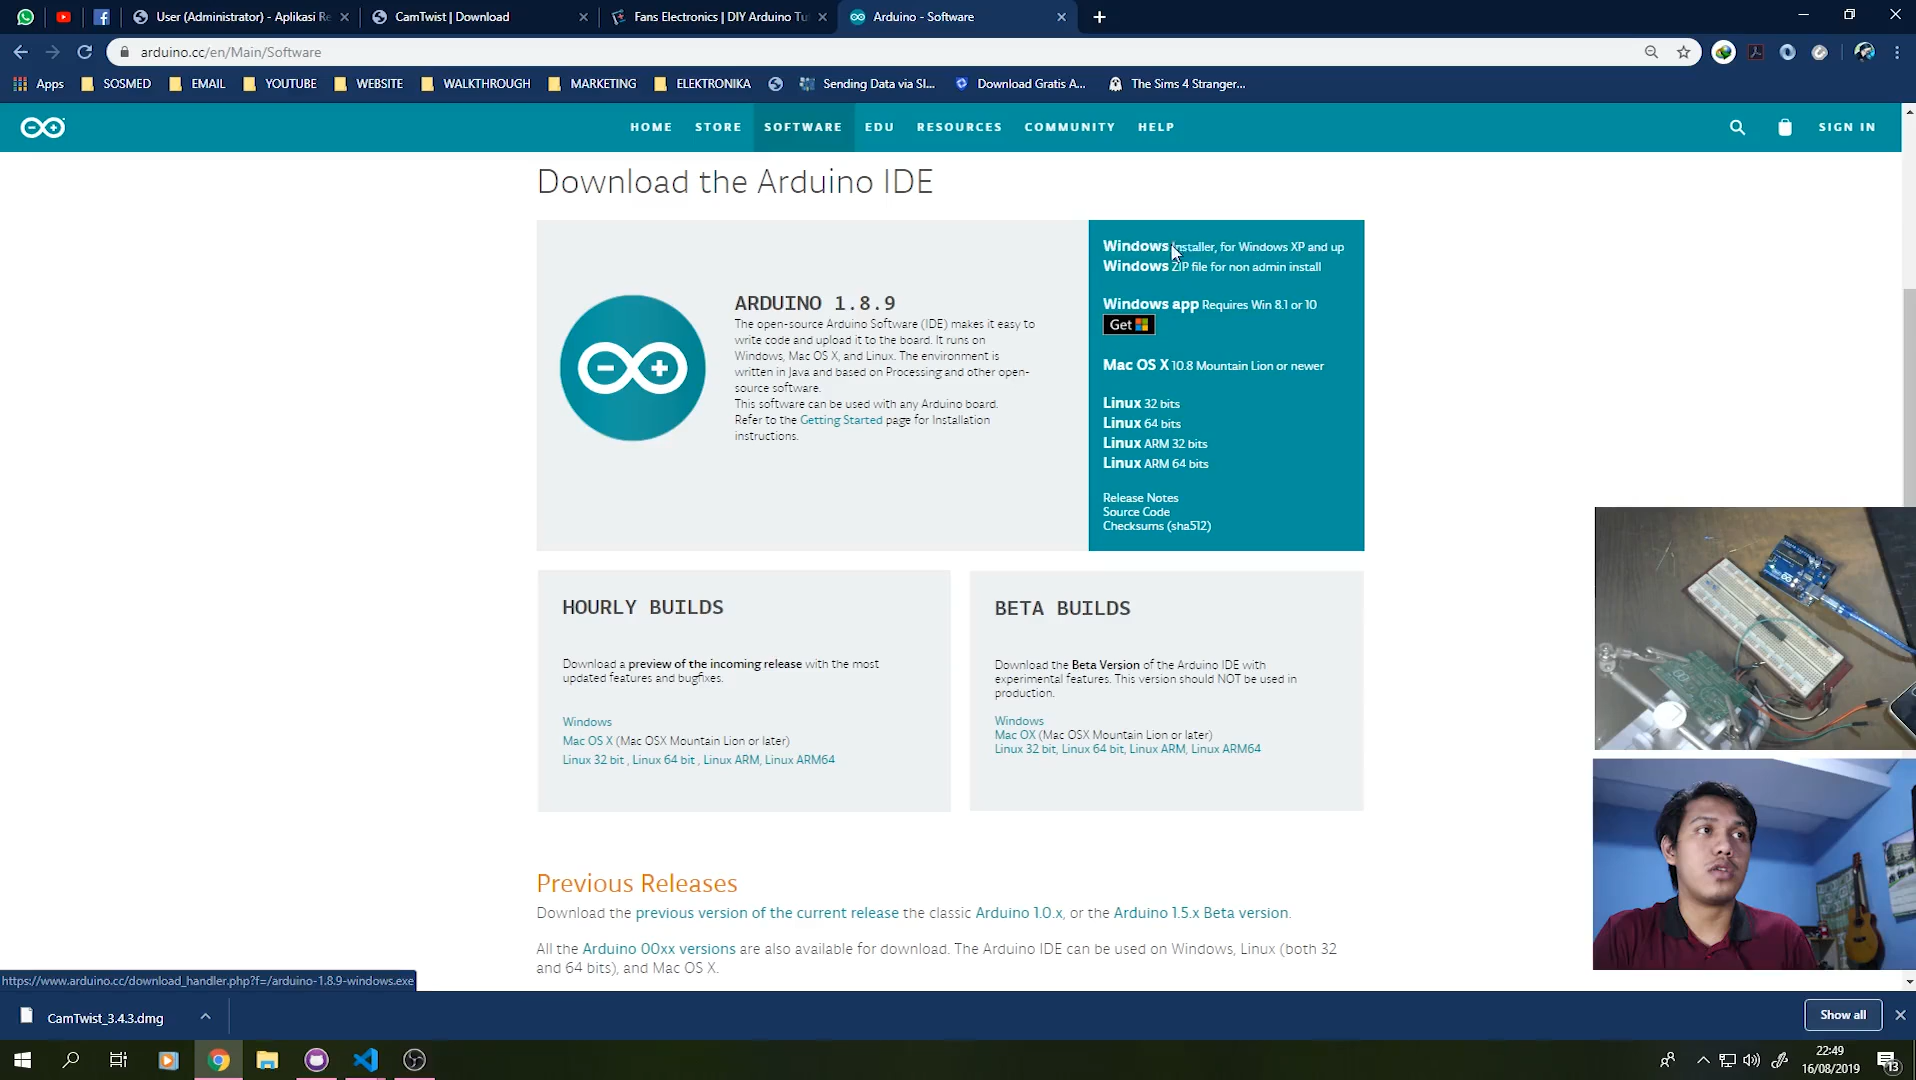 User (Administrator) - Aplikasi Re
CamTwist | Download
Fans Electronics | DIY Arduino Tu
Arduino - Software
arduino.cc/en/Main/Software
Apps
SOSMED
EMAIL
YOUTUBE
WEBSITE
WALKTHROUGH
MARKETING
ELEKTRONIKA
Sending Data via SI...
Download Gratis A...
The Sims 4 Stranger...
HOME
STORE
SOFTWARE
EDU
RESOURCES
COMMUNITY
HELP
SIGN IN
Download the Arduino IDE
ARDUINO 1.8.9
The open-source Arduino Software (IDE) makes it easy to
write code and upload it to the board. It runs on
Windows, Mac OS X, and Linux. The environment is
written in Java and based on Processing and other open-
source software.
This software can be used with any Arduino board.
Refer to the Getting Started page for Installation
instructions.
Windows Installer, for Windows XP and up
Windows ZIP file for non admin install
Windows app Requires Win 8.1 or 10
Get
Mac OS X 10.8 Mountain Lion or newer
Linux 32 bits
Linux 64 bits
Linux ARM 32 bits
Linux ARM 64 bits
Release Notes
Source Code
Checksums (sha512)
HOURLY BUILDS
Download a preview of the incoming release with the most
updated features and bugfixes.
Windows
Mac OS X (Mac OSX Mountain Lion or later)
Linux 32 bit , Linux 64 bit , Linux ARM, Linux ARM64
BETA BUILDS
Download the Beta Version of the Arduino IDE with
experimental features. This version should NOT be used in
production.
Windows
Mac OX (Mac OSX Mountain Lion or later)
Linux 32 bit, Linux 64 bit, Linux ARM, Linux ARM64
Previous Releases
Download the previous version of the current release the classic Arduino 1.0.x, or the Arduino 1.5.x Beta version.
All the Arduino 00xx versions are also available for download. The Arduino IDE can be used on Windows, Linux (both 32
and 64 bits), and Mac OS X.
https://www.arduino.cc/download_handler.php?f=/arduino-1.8.9-windows.exe
CamTwist_3.4.3.dmg
Show all
22:49
16/08/2019
13